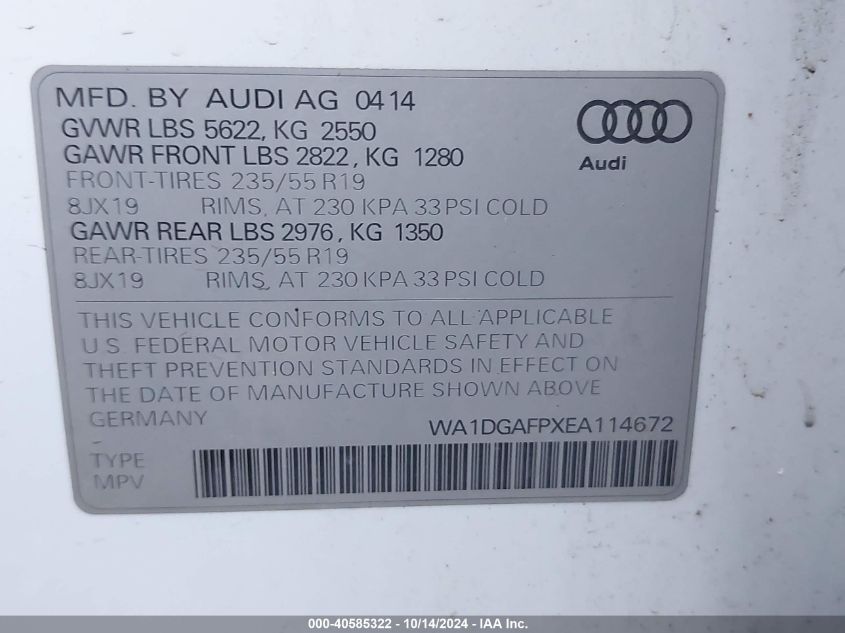 MFD. BY AUDI AG 0414
GVWR LBS 5622, KG 2550
GAWR FRONT LBS 2822, KG 1280
FRONT-TIRES 235/55 R19
8JX19 RIMS, AT 230 KPA 33 PSI COLD
GAWR REAR LBS 2976, KG 1350
REAR-TIRES 235/55 R19
8JX19 RIMS, AT 230 KPA 33 PSI COLD
Audi
THIS VEHICLE CONFORMS TO ALL APPLICABLE
U.S. FEDERAL MOTOR VEHICLE SAFETY AND
THEFT PREVENTION STANDARDS IN EFFECT ON
THE DATE OF MANUFACTURE SHOWN ABOVE
GERMANY WA1DGAFPXEA114672
TYPE
MPV
000-40585322 | 10/14/2024 - IAA Inc.